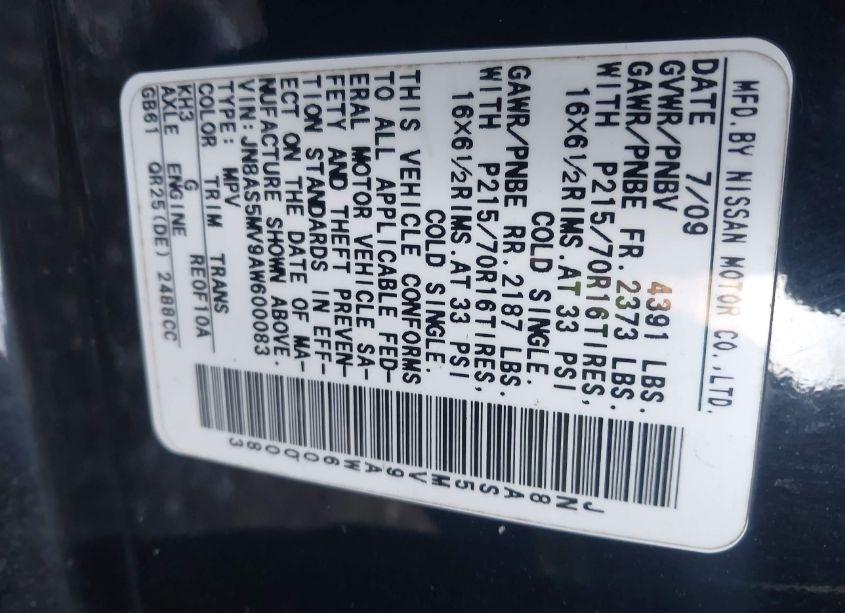 MFD. BY NISSAN MOTOR CO.,LTD.
DATE 7/09
GVWR/PNBV 4391 LBS.
GAWR/PNBE FR. 2373 LBS.
WITH P215/70R16TIRES,
16X6½RIMS.AT 33 PSI
COLD SINGLE.
GAWR/PNBE RR. 2187 LBS.
WITH P215/70R16TIRES,
16X6½RIMS.AT 33 PSI
COLD SINGLE.
THIS VEHICLE CONFORMS
TO ALL APPLICABLE FED-
ERAL MOTOR VEHICLE SA-
FETY AND THEFT PREVEN-
TION STANDARDS IN EFF-
ECT ON THE DATE OF MA-
NUFACTURE SHOWN ABOVE.
VIN: JN8AS5MV9AW600083
TYPE: MPV
COLOR TRIM TRANS
KH3 G RE0F10A
AXLE ENGINE
GB61 QR25(DE) 2488CC
JN8AS5MV9AW600083